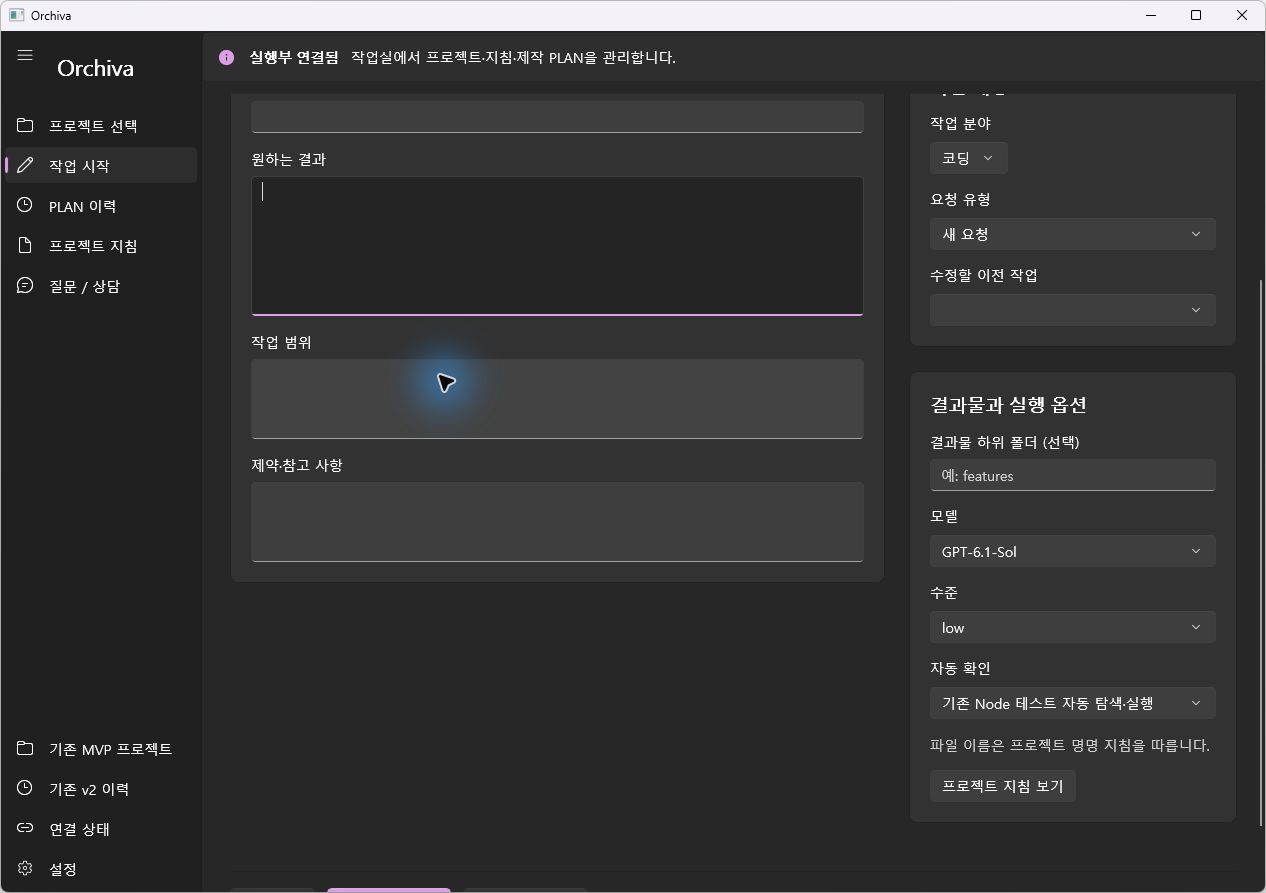 Orchiva
Orchiva
프로젝트 선택
작업 시작
PLAN 이력
프로젝트 지침
질문 / 상담
기존 MVP 프로젝트
기존 v2 이력
연결 상태
설정
실행부 연결됨 작업실에서 프로젝트·지침·제작 PLAN을 관리합니다.
원하는 결과
작업 범위
제약·참고 사항
작업 분야
코딩
요청 유형
새 요청
수정할 이전 작업
결과물과 실행 옵션
결과물 하위 폴더 (선택)
예: features
모델
GPT-6.1-Sol
수준
low
자동 확인
기존 Node 테스트 자동 탐색·실행
파일 이름은 프로젝트 명명 지침을 따릅니다.
프로젝트 지침 보기